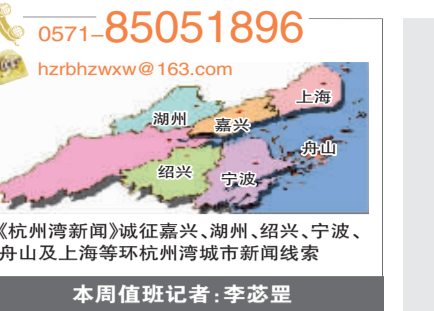 0571-85051896
hzrbhzwxw@163.com
上海
湖州
嘉兴
舟山
绍兴
宁波
《杭州湾新闻》诚征嘉兴、湖州、绍兴、宁波、
舟山及上海等环杭州湾城市新闻线索
本周值班记者:李苾罡